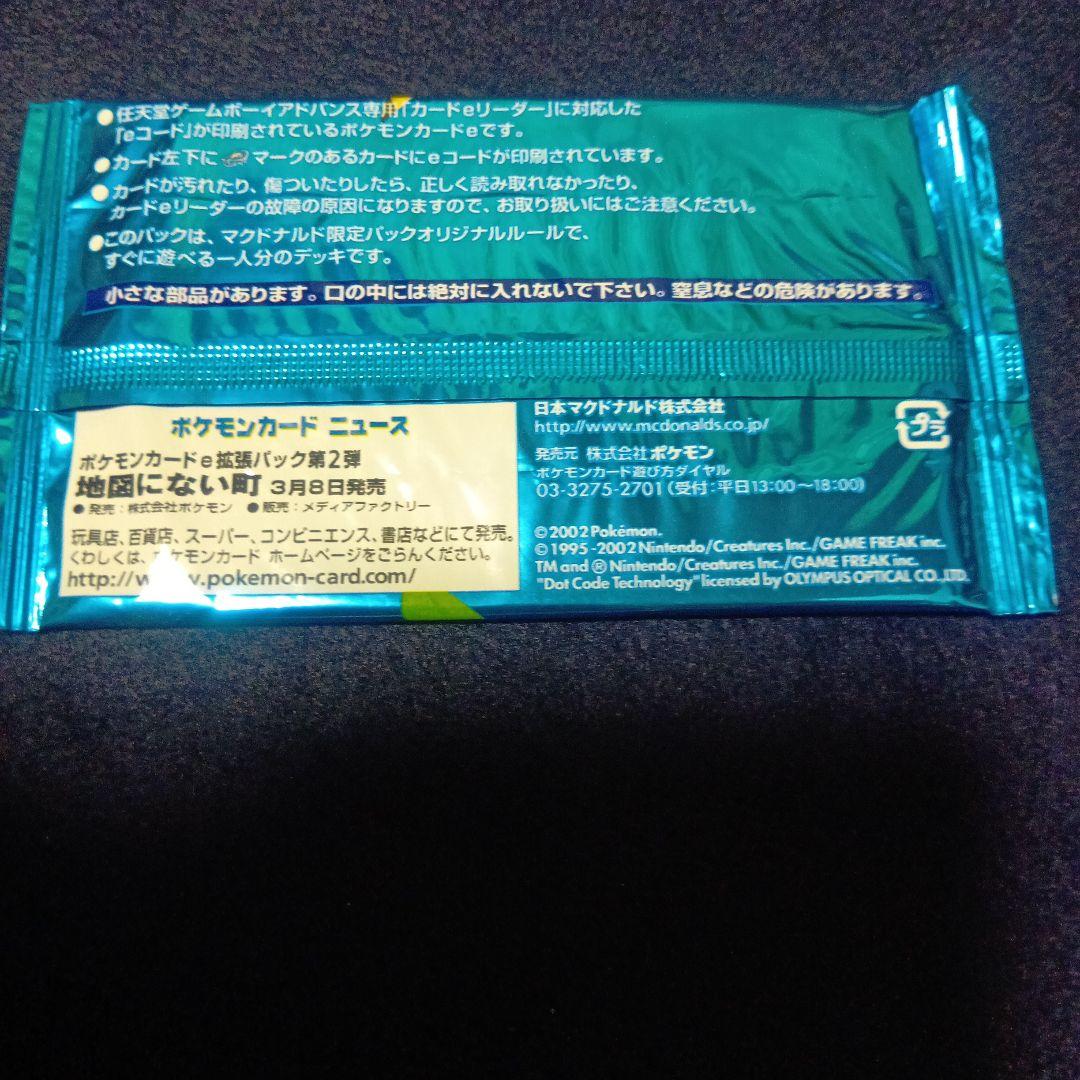 ●任天堂ゲームボーイアドバンス専用「カードeリーダー」に対応した
「eコード」が印刷されているポケモンカードeです。
●カード左下に マークのあるカードにeコードが印刷されています。
●カードが汚れたり、傷ついたりしたら、正しく読み取れなかったり、
カードeリーダーの故障の原因になりますので、お取り扱いにはご注意ください。
●このパックは、マクドナルド限定パックオリジナルルールで、
すぐに遊べる一人分のデッキです。
小さな部品があります。口の中には絶対に入れないで下さい。窒息などの危険があります。
ポケモンカード ニュース
ポケモンカードe拡張パック第2弾
地図にない町 3月8日発売
●発売:株式会社ポケモン ●販売:メディアファクトリー
玩具店、百貨店、スーパー、コンビニエンス、書店などにて発売。
くわしくは、ポケモンカード ホームページをごらんください。
http://www.pokemon-card.com/
日本マクドナルド株式会社
http://www.mcdonalds.co.jp/
発売元 株式会社ポケモン
ポケモンカード遊び方ダイヤル
03-3275-2701(受付:平日13:00〜18:00)
プラ
©2002 Pokémon.
©1995-2002 Nintendo/Creatures Inc./GAME FREAK inc.
TM and ® Nintendo/Creatures Inc./GAME FREAK inc.
"Dot Code Technology" licensed by OLYMPUS OPTICAL CO.,LTD.